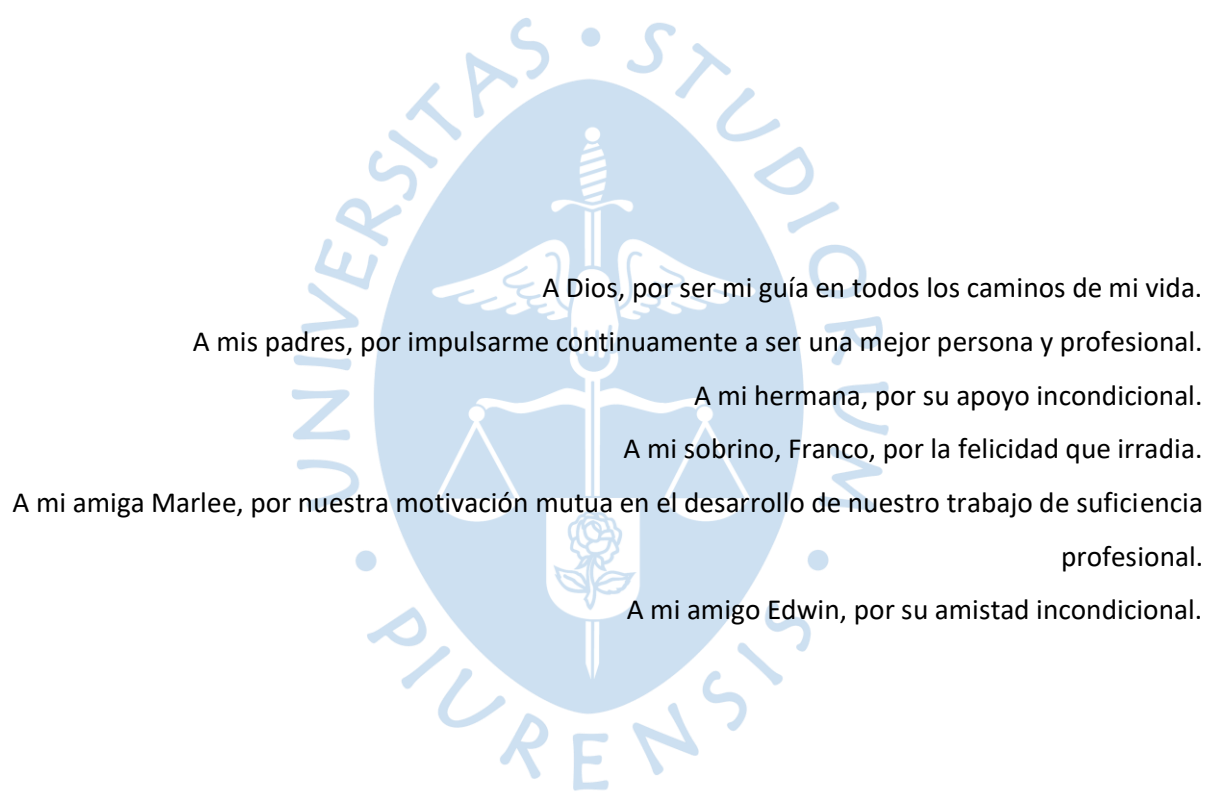 UNIVERSITAS · STUDIORUM
A Dios, por ser mi guía en todos los caminos de mi vida.
A mis padres, por impulsarme continuamente a ser una mejor persona y profesional.
A mi hermana, por su apoyo incondicional.
A mi sobrino, Franco, por la felicidad que irradia.
A mi amiga Marlee, por nuestra motivación mutua en el desarrollo de nuestro trabajo de suficiencia
profesional.
A mi amigo Edwin, por su amistad incondicional.
· PIURENSIS ·